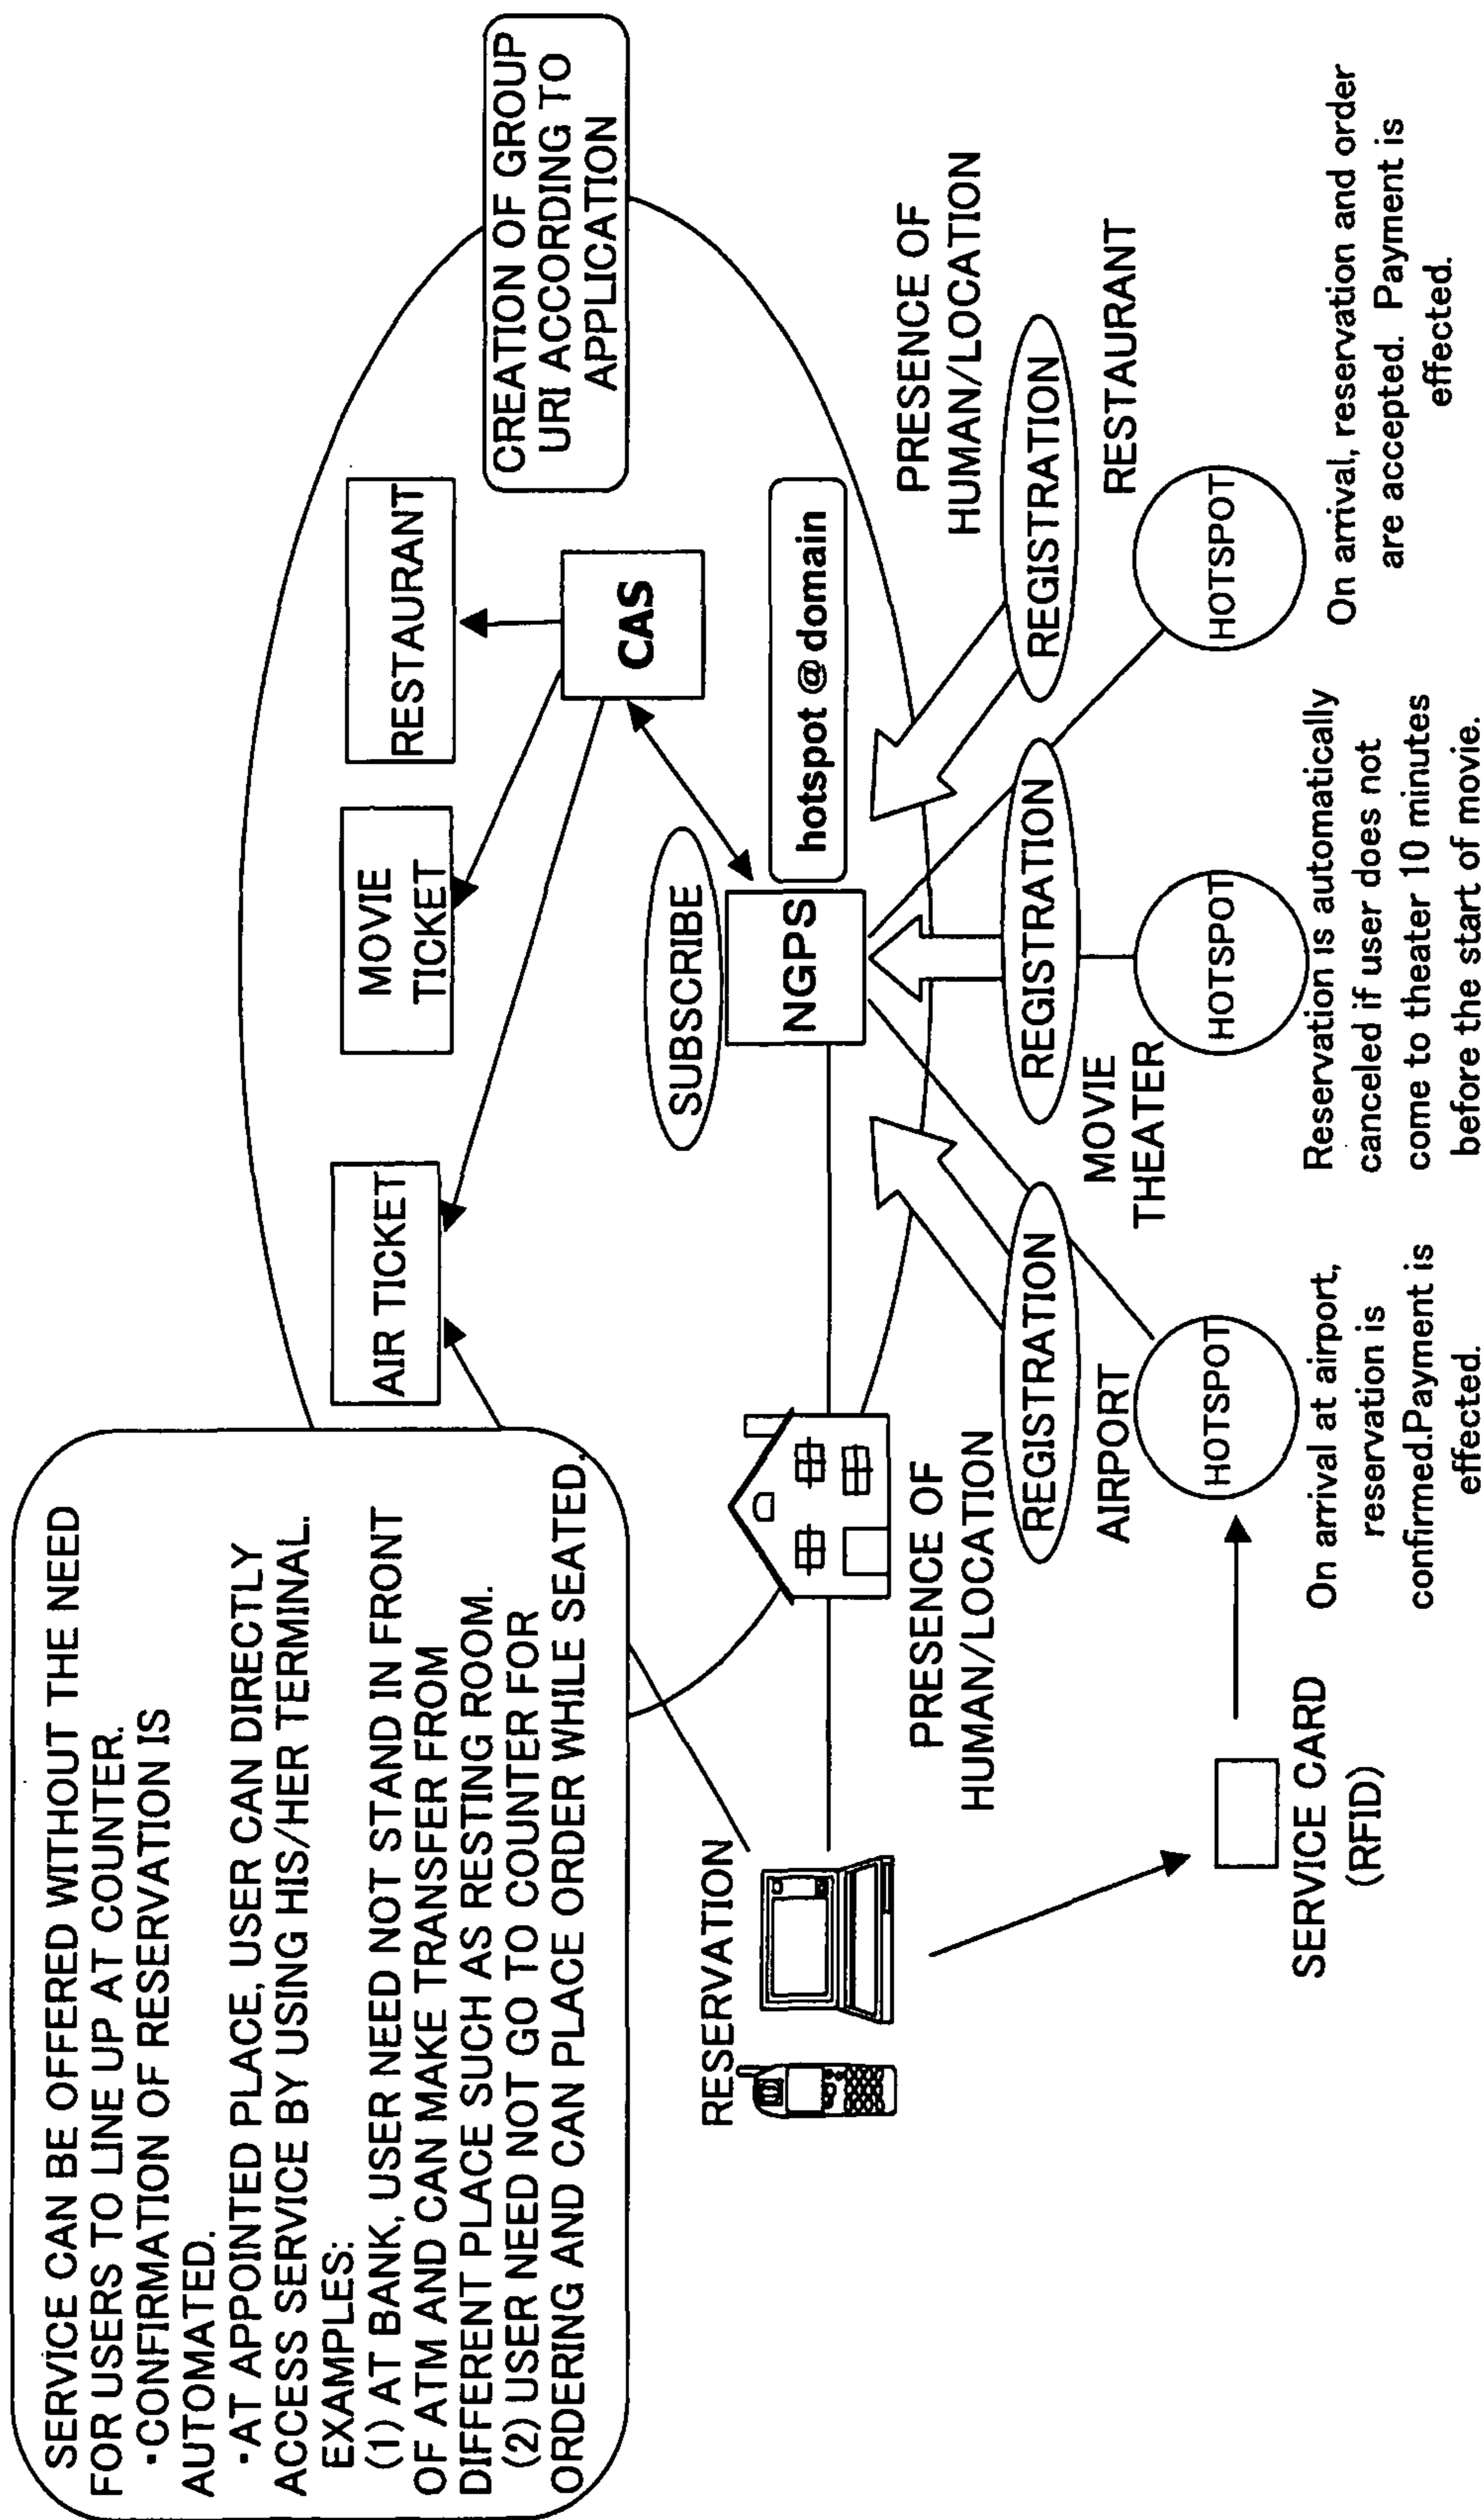 SERVICE CAN BE OFFERED WITHOUT THE NEED
FOR USERS TO LINE UP AT COUNTER.
・CONFIRMATION OF RESERVATION IS
AUTOMATED.
・AT APPOINTED PLACE, USER CAN DIRECTLY
ACCESS SERVICE BY USING HIS/HER TERMINAL.
EXAMPLES:
(1) AT BANK, USER NEED NOT STAND IN FRONT
OF ATM AND CAN MAKE TRANSFER FROM
DIFFERENT PLACE SUCH AS RESTING ROOM.
(2) USER NEED NOT GO TO COUNTER FOR
ORDERING AND CAN PLACE ORDER WHILE SEATED.
AIR TICKET
MOVIE
TICKET
RESTAURANT
CREATION OF GROUP
URI ACCORDING TO
APPLICATION
CAS
SUBSCRIBE
NGPS
hotspot @ domain
RESERVATION
PRESENCE OF
HUMAN/LOCATION
PRESENCE OF
HUMAN/LOCATION
REGISTRATION
REGISTRATION
REGISTRATION
AIRPORT
MOVIE
THEATER
RESTAURANT
HOTSPOT
HOTSPOT
HOTSPOT
SERVICE CARD
(RFID)
On arrival at airport,
reservation is
confirmed.Payment is
effected.
Reservation is automatically
canceled if user does not
come to theater 10 minutes
before the start of movie.
On arrival, reservation and order
are accepted. Payment is
effected.